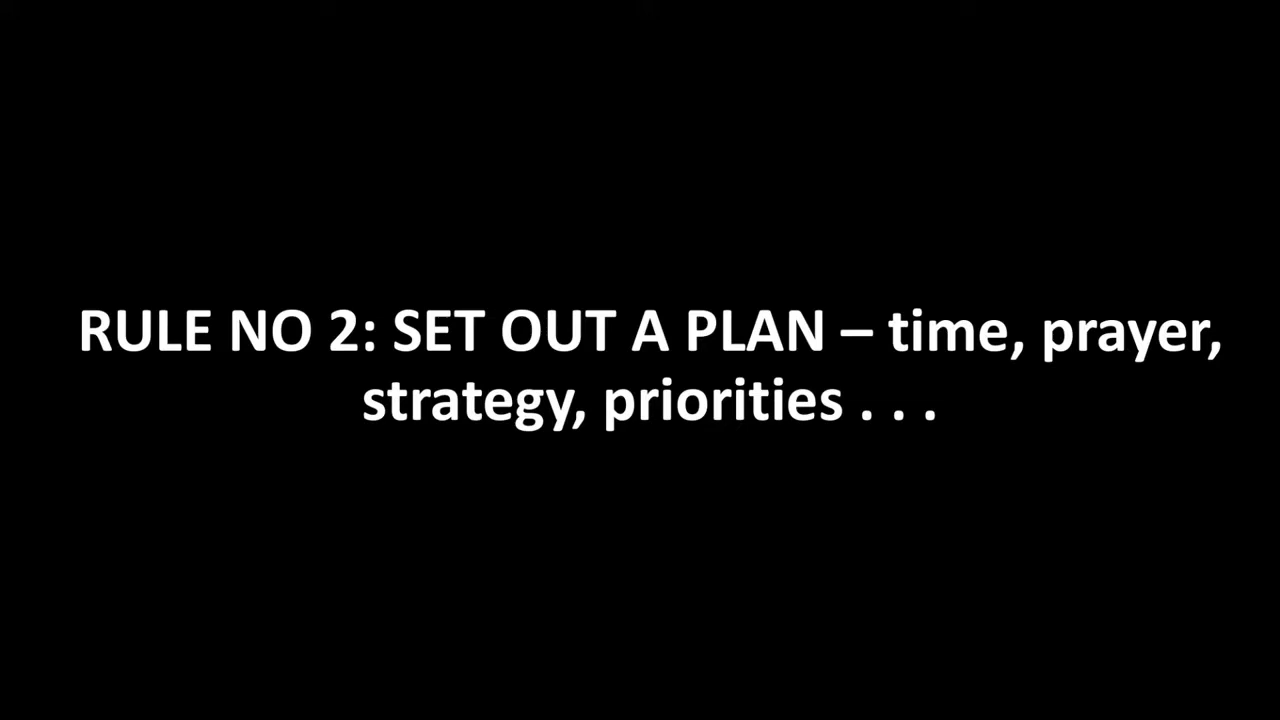 RULE NO 2: SET OUT A PLAN – time, prayer,
strategy, priorities . . .